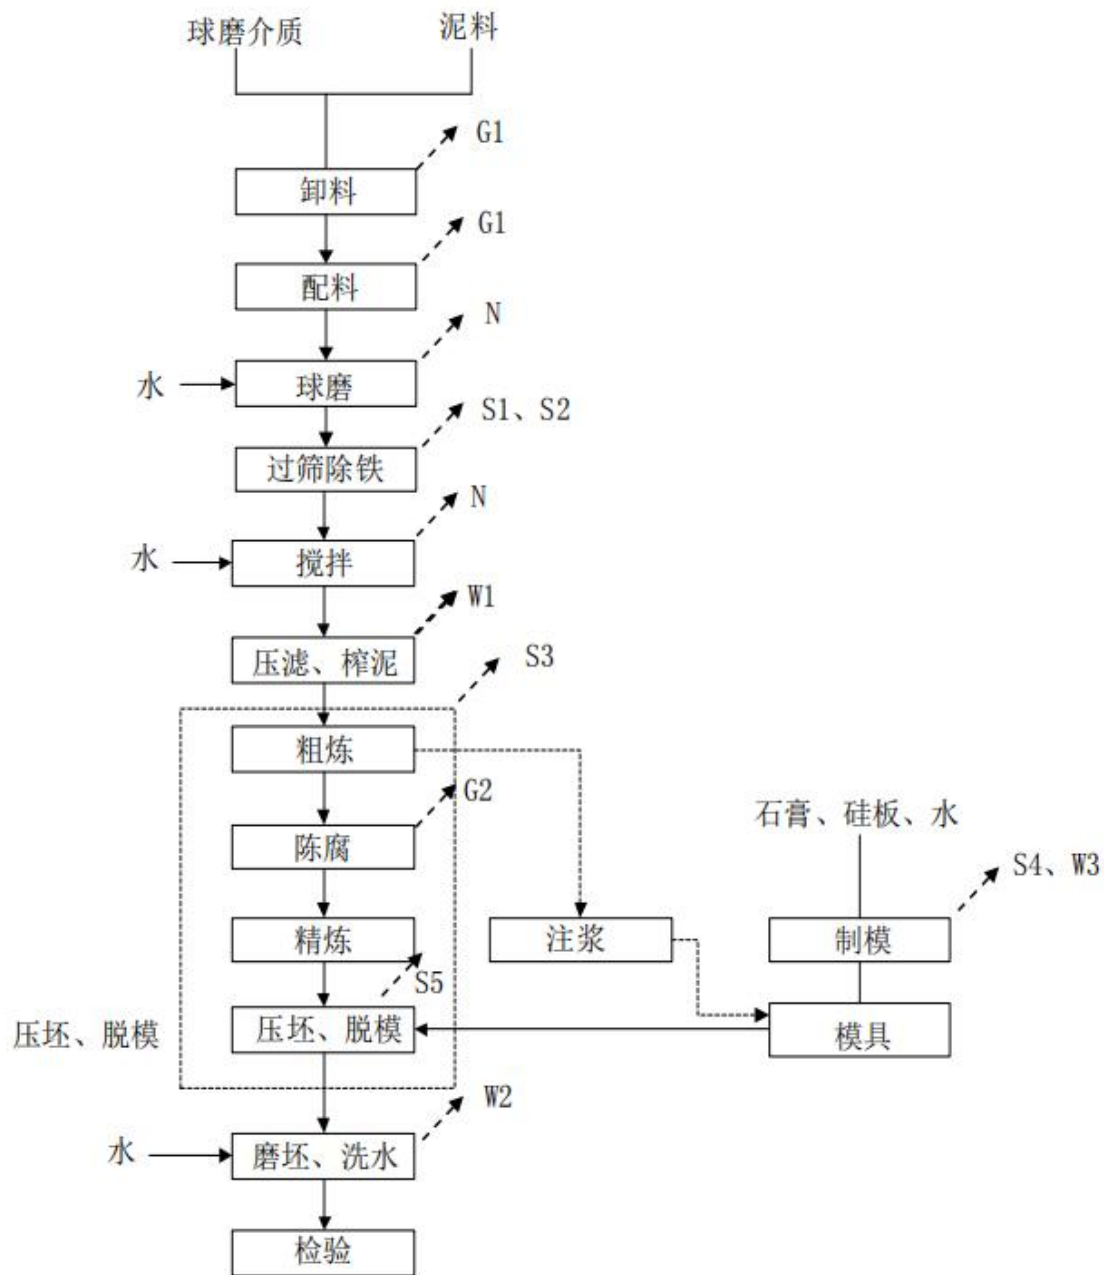 球磨介质
泥料
G1
卸料
G1
配料
N
水
球磨
S1、S2
过筛除铁
N
水
搅拌
W1
压滤、榨泥
S3
粗炼
G2
陈腐
石膏、硅板、水
S4、W3
精炼
注浆
制模
S5
压坯、脱模
压坯、脱模
模具
W2
水
磨坯、洗水
检验